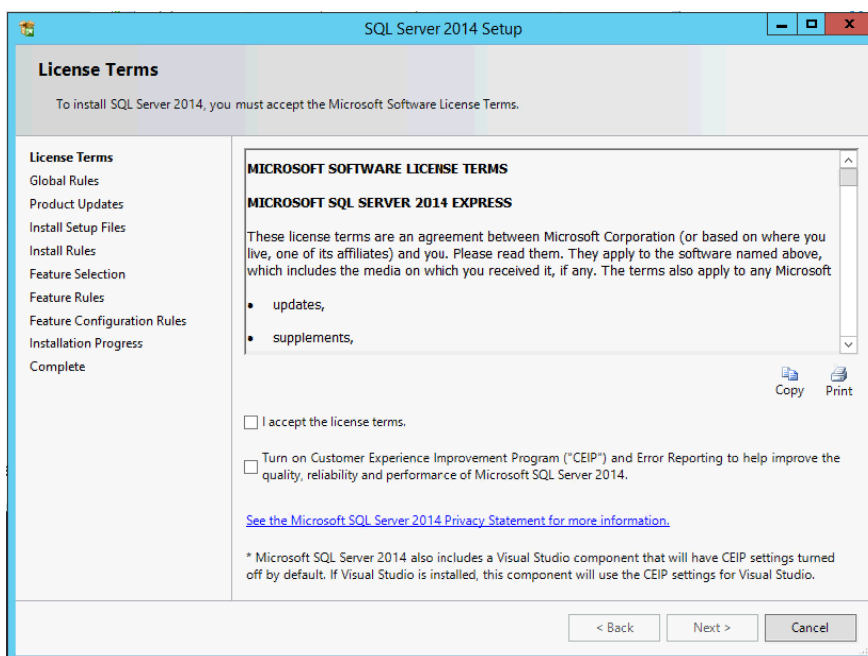 SQL Server 2014 Setup
License Terms
To install SQL Server 2014, you must accept the Microsoft Software License Terms.
License Terms
Global Rules
Product Updates
Install Setup Files
Install Rules
Feature Selection
Feature Rules
Feature Configuration Rules
Installation Progress
Complete
MICROSOFT SOFTWARE LICENSE TERMS
MICROSOFT SQL SERVER 2014 EXPRESS
These license terms are an agreement between Microsoft Corporation (or based on where you
live, one of its affiliates) and you. Please read them. They apply to the software named above,
which includes the media on which you received it, if any. The terms also apply to any Microsoft
• updates,
• supplements,
Copy Print
I accept the license terms.
Turn on Customer Experience Improvement Program ("CEIP") and Error Reporting to help improve the
quality, reliability and performance of Microsoft SQL Server 2014.
See the Microsoft SQL Server 2014 Privacy Statement for more information.
* Microsoft SQL Server 2014 also includes a Visual Studio component that will have CEIP settings turned
off by default. If Visual Studio is installed, this component will use the CEIP settings for Visual Studio.
< Back Next > Cancel